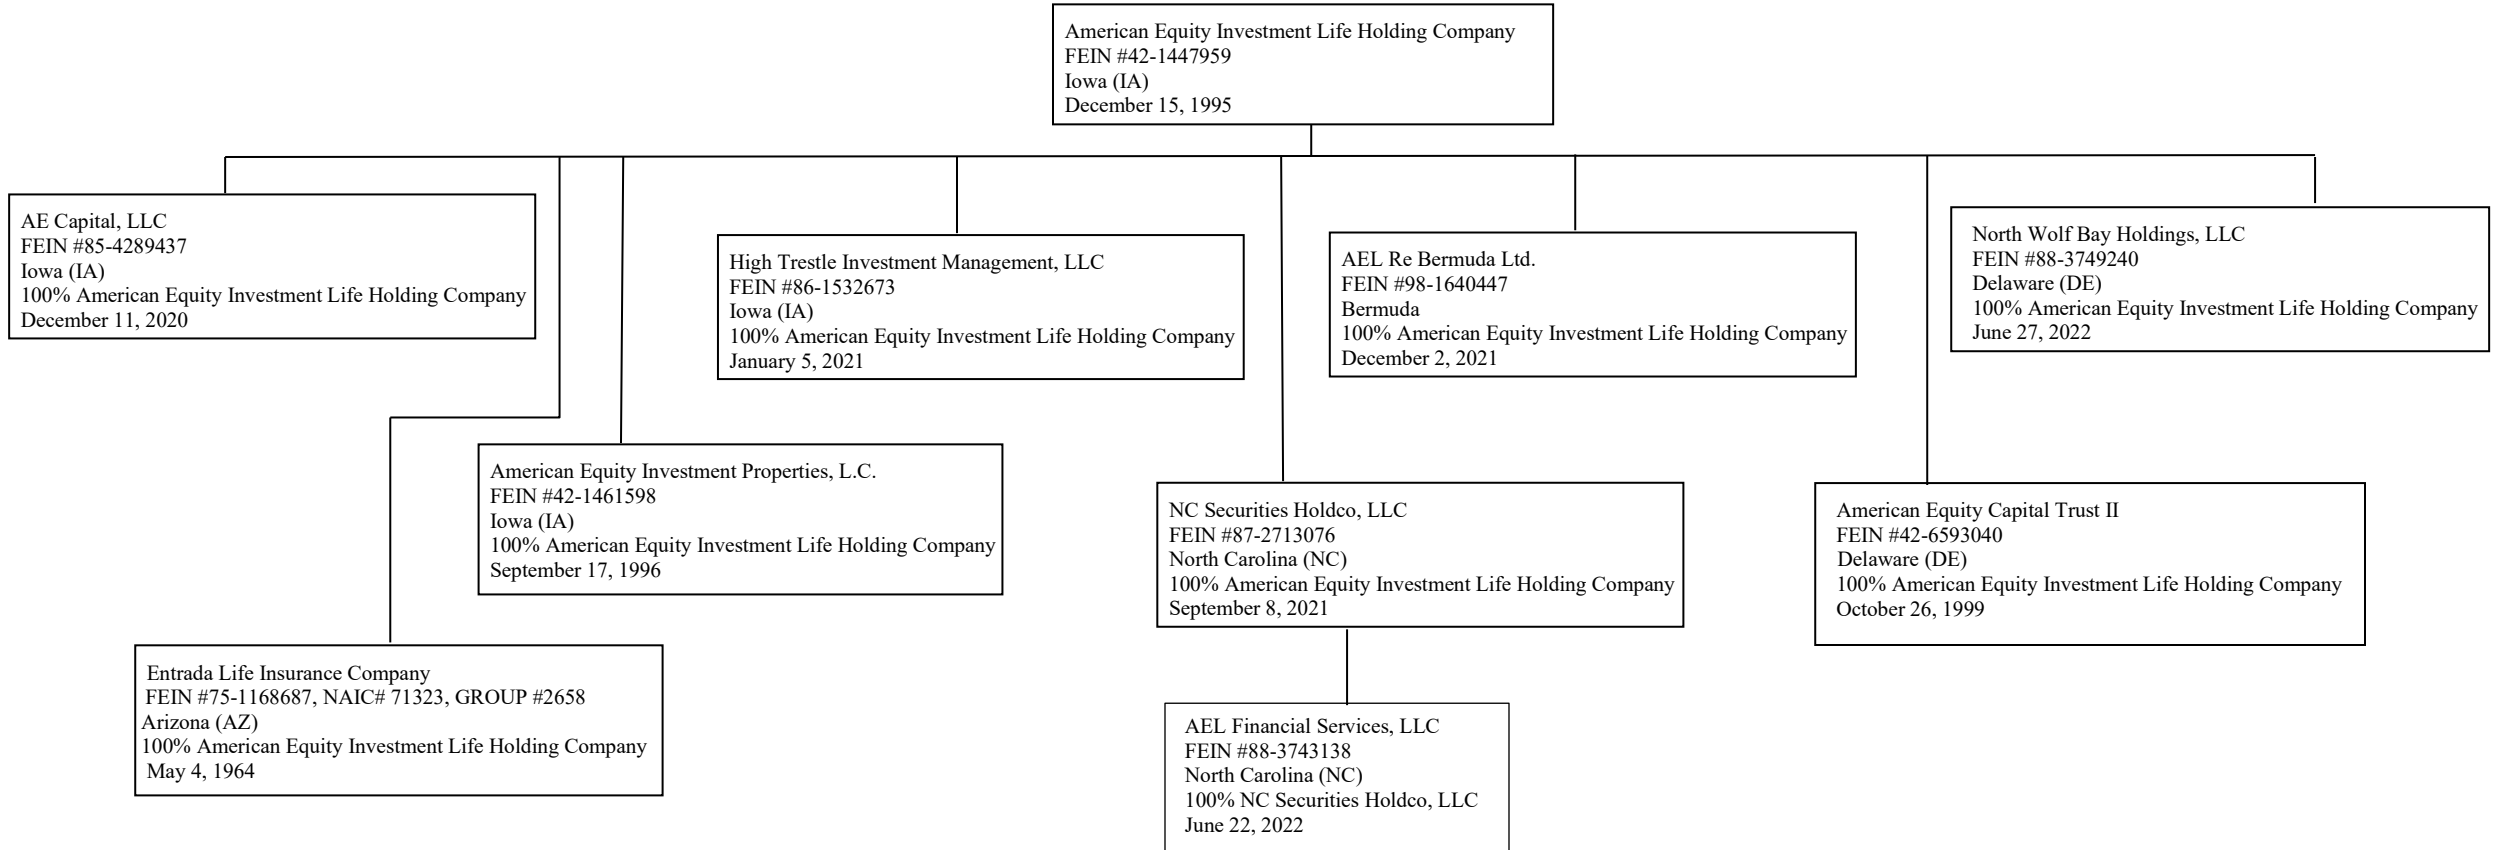 American Equity Investment Life Holding Company
FEIN #42-1447959
Iowa (IA)
December 15, 1995
AE Capital, LLC
FEIN #85-4289437
Iowa (IA)
100% American Equity Investment Life Holding Company
December 11, 2020
High Trestle Investment Management, LLC
FEIN #86-1532673
Iowa (IA)
100% American Equity Investment Life Holding Company
January 5, 2021
AEL Re Bermuda Ltd.
FEIN #98-1640447
Bermuda
100% American Equity Investment Life Holding Company
December 2, 2021
North Wolf Bay Holdings, LLC
FEIN #88-3749240
Delaware (DE)
100% American Equity Investment Life Holding Company
June 27, 2022
American Equity Investment Properties, L.C.
FEIN #42-1461598
Iowa (IA)
100% American Equity Investment Life Holding Company
September 17, 1996
NC Securities Holdco, LLC
FEIN #87-2713076
North Carolina (NC)
100% American Equity Investment Life Holding Company
September 8, 2021
American Equity Capital Trust II
FEIN #42-6593040
Delaware (DE)
100% American Equity Investment Life Holding Company
October 26, 1999
Entrada Life Insurance Company
FEIN #75-1168687, NAIC# 71323, GROUP #2658
Arizona (AZ)
100% American Equity Investment Life Holding Company
May 4, 1964
AEL Financial Services, LLC
FEIN #88-3743138
North Carolina (NC)
100% NC Securities Holdco, LLC
June 22, 2022